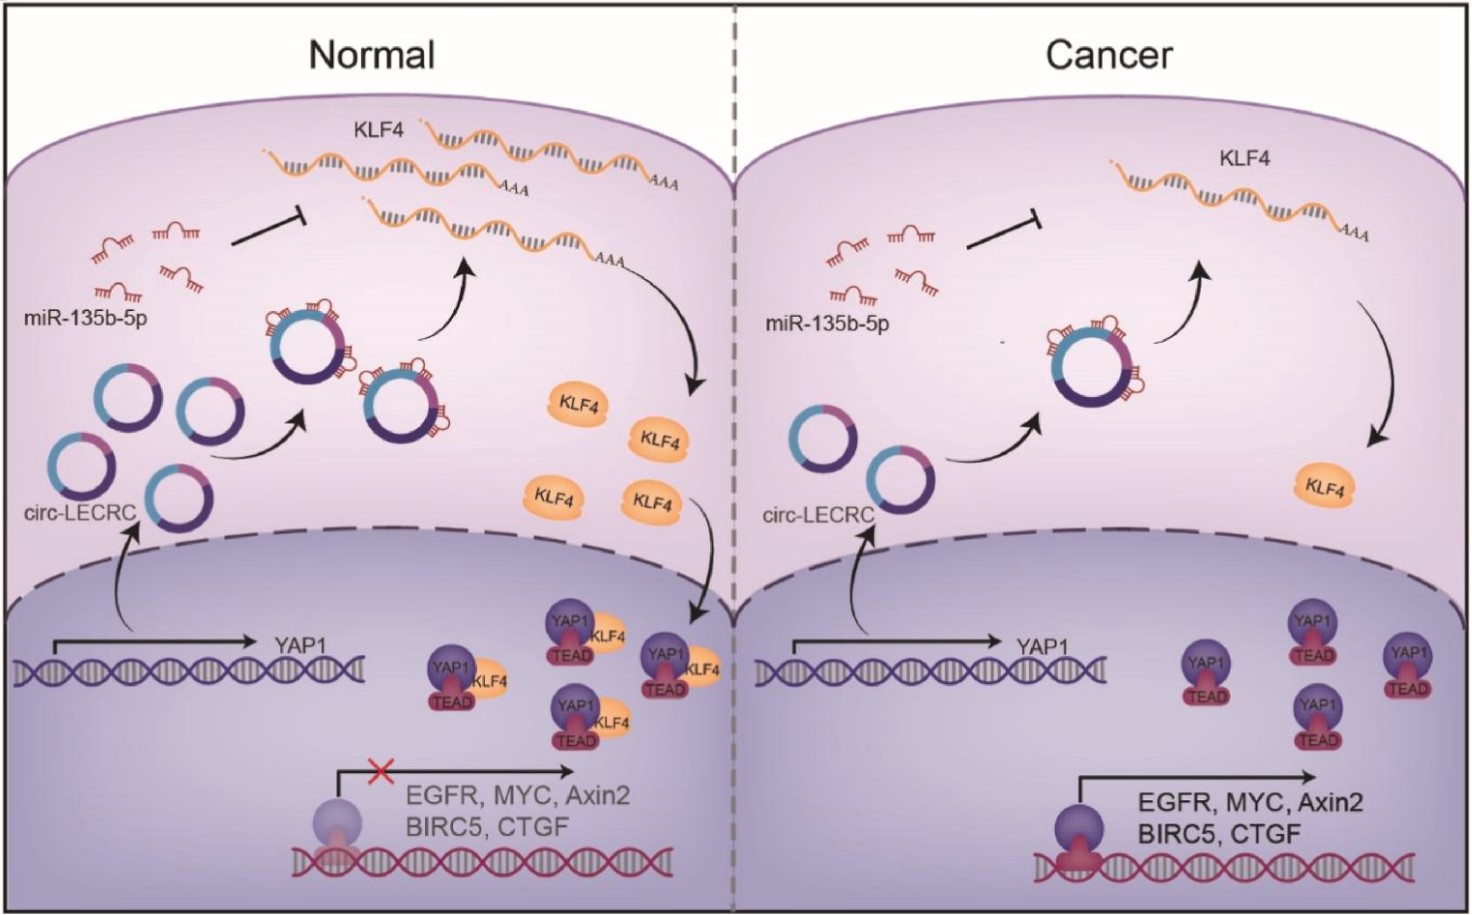 Normal
KLF4
AAA
AAA
AAA
miR-135b-5p
KLF4
KLF4
KLF4
KLF4
circ-LECRC
YAP1
YAP1
KLF4
TEAD
YAP1
KLF4
TEAD
YAP1
KLF4
TEAD
YAP1
KLF4
TEAD
EGFR, MYC, Axin2
BIRC5, CTGF
Cancer
KLF4
AAA
miR-135b-5p
KLF4
circ-LECRC
YAP1
YAP1
TEAD
YAP1
TEAD
YAP1
TEAD
YAP1
TEAD
EGFR, MYC, Axin2
BIRC5, CTGF